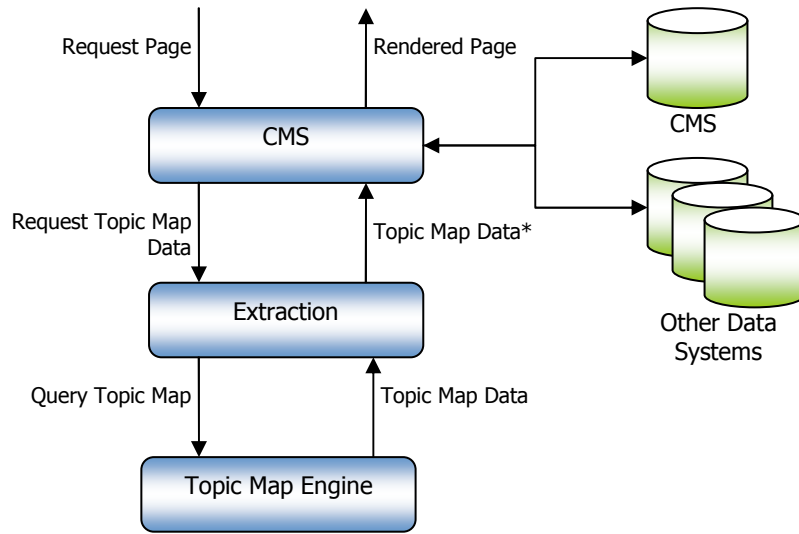 Request Page
Rendered Page
CMS
CMS
Request Topic Map
Data
Topic Map Data*
Extraction
Other Data
Systems
Query Topic Map
Topic Map Data
Topic Map Engine